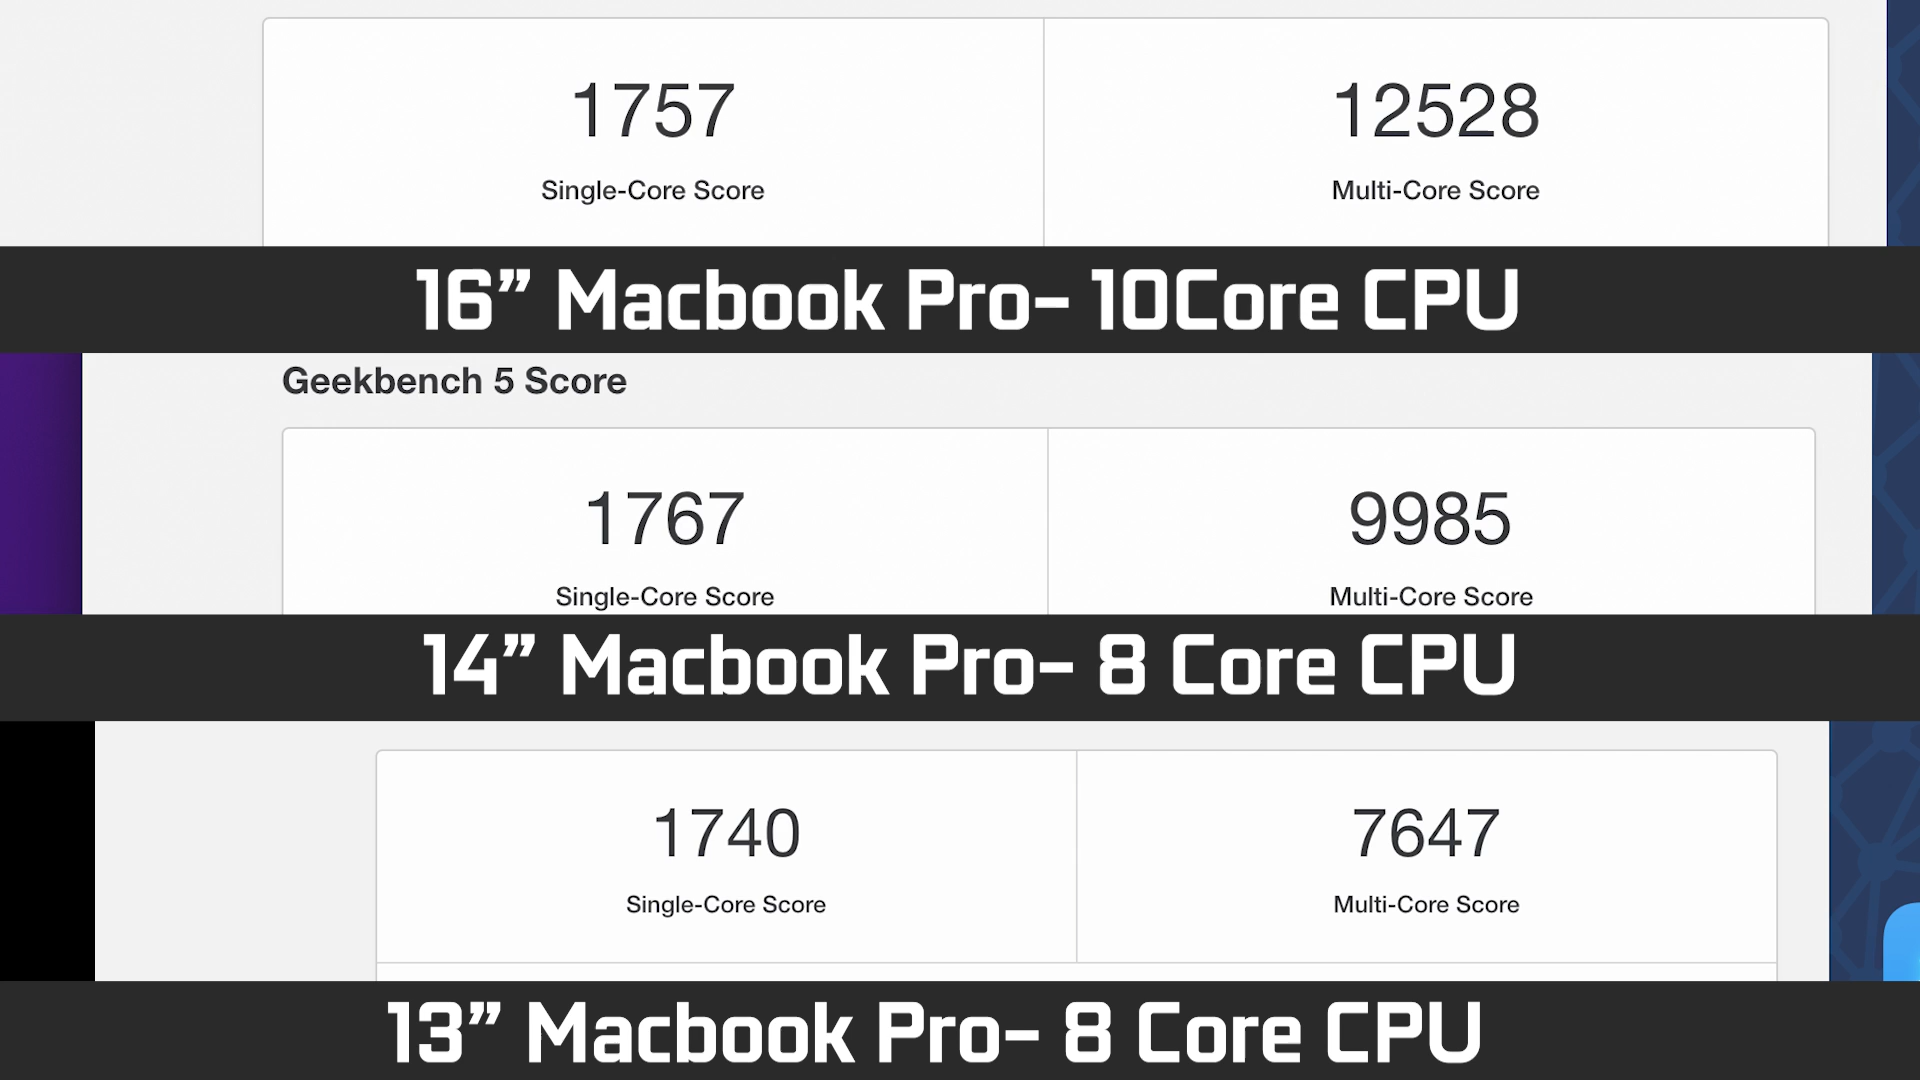 1757 12528
Single-Core Score Multi-Core Score
16” Macbook Pro- 10Core CPU
Geekbench 5 Score
1767 9985
Single-Core Score Multi-Core Score
14” Macbook Pro- 8 Core CPU
1740 7647
Single-Core Score Multi-Core Score
13” Macbook Pro- 8 Core CPU